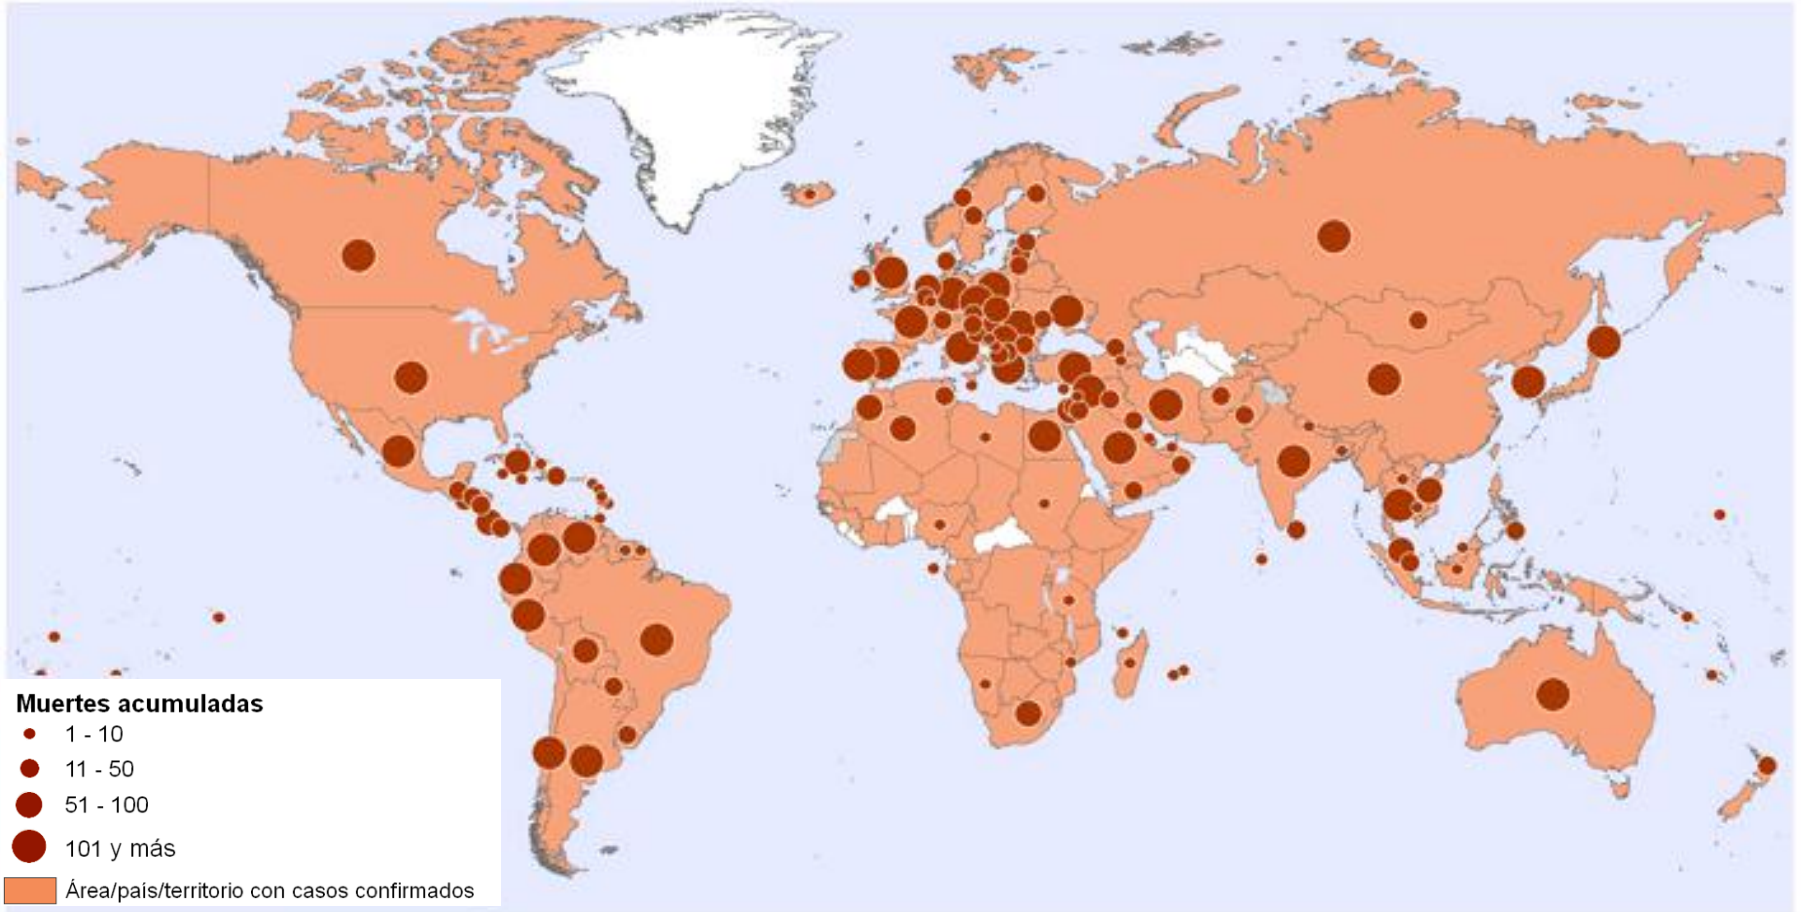 Muertes acumuladas
1 - 10
11 - 50
51 - 100
101 y más
Área/país/territorio con casos confirmados